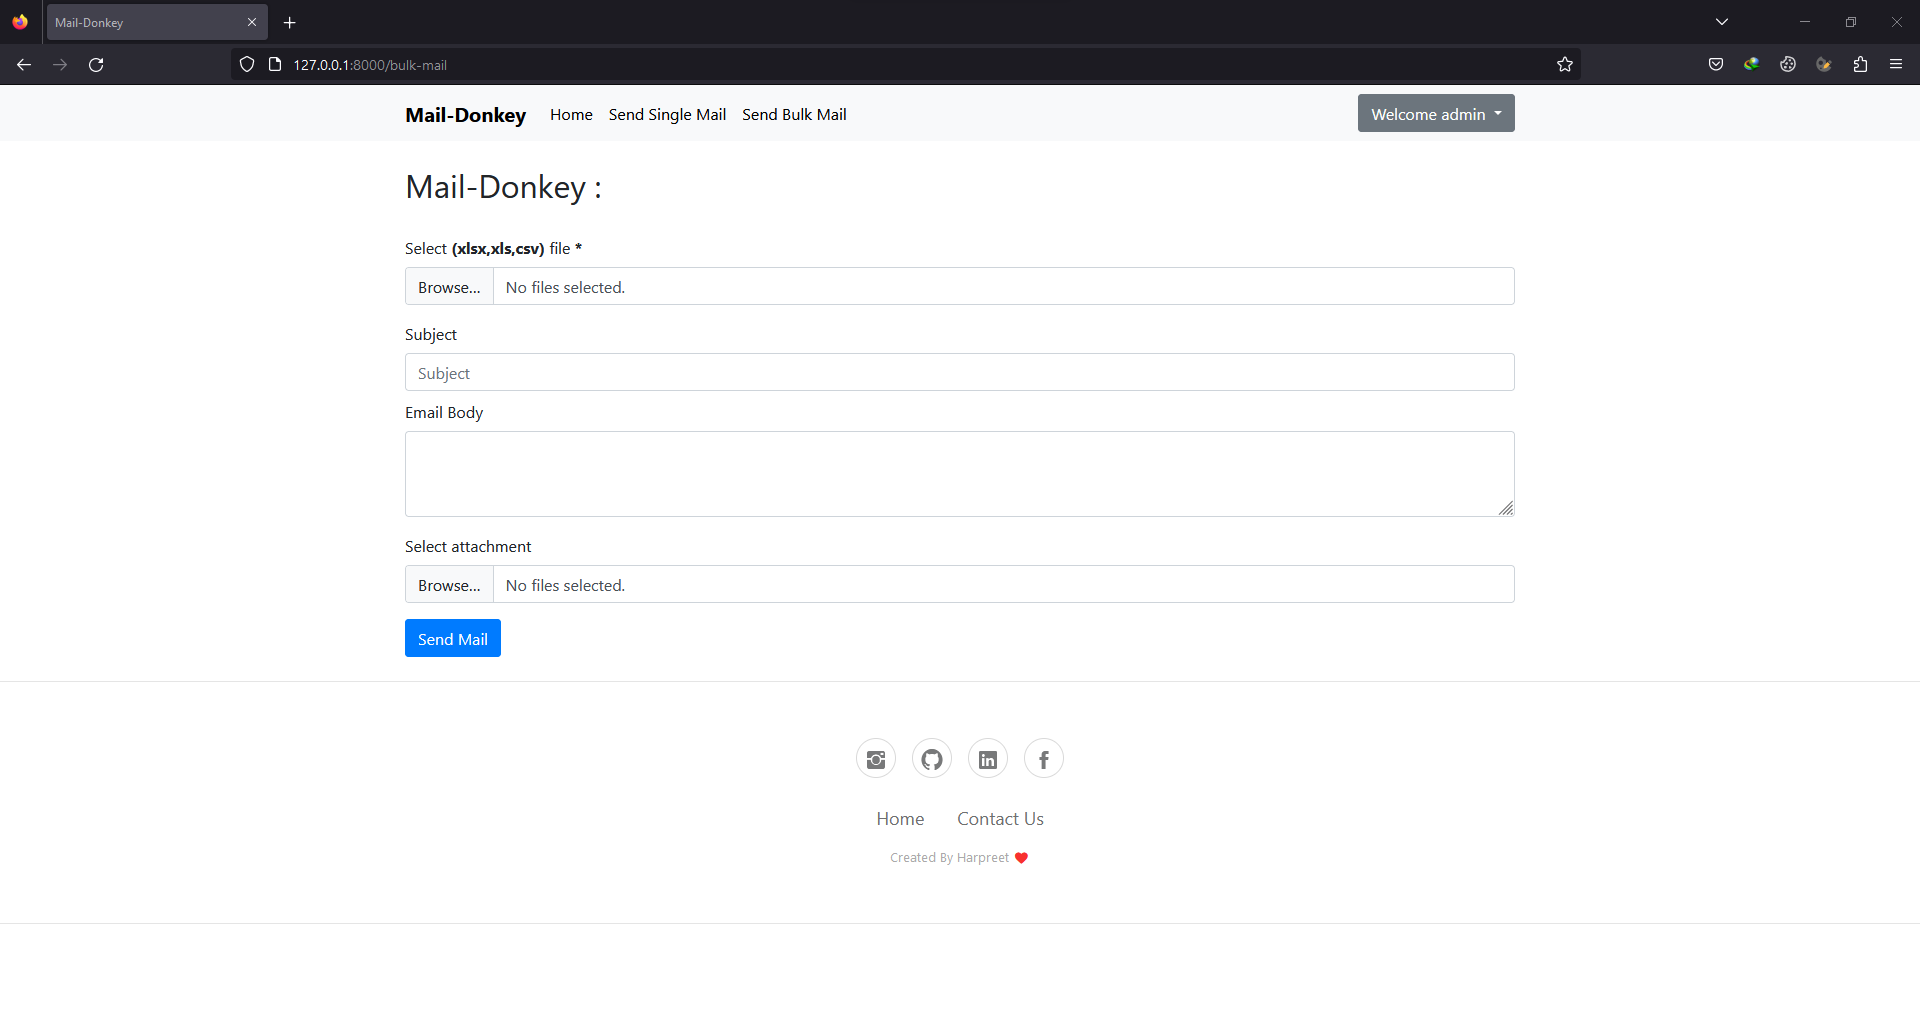 Mail-Donkey
127.0.0.1:8000/bulk-mail
Mail-Donkey Home Send Single Mail Send Bulk Mail Welcome admin
Mail-Donkey :
Select (xlsx,xls,csv) file *
Browse... No files selected.
Subject
Subject
Email Body
Select attachment
Browse... No files selected.
Send Mail
Home Contact Us
Created By Harpreet ❤